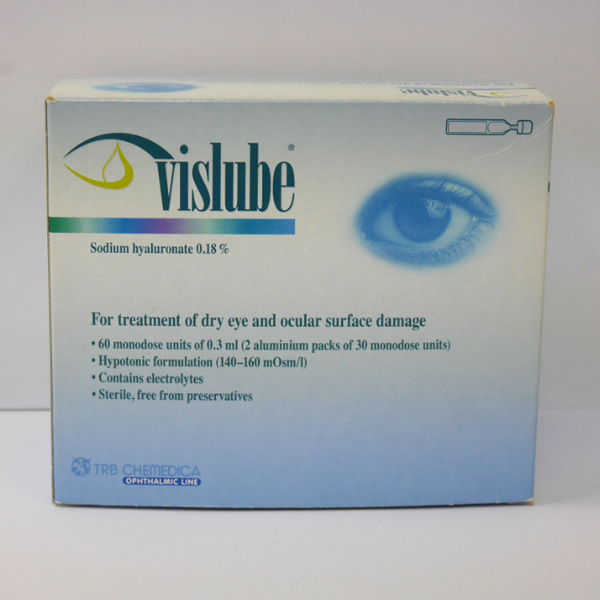 vislube®
Sodium hyaluronate 0.18 %
For treatment of dry eye and ocular surface damage
• 60 monodose units of 0.3 ml (2 aluminium packs of 30 monodose units)
• Hypotonic formulation (140–160 mOsm/l)
• Contains electrolytes
• Sterile, free from preservatives
TRB CHEMEDICA
OPHTHALMIC LINE